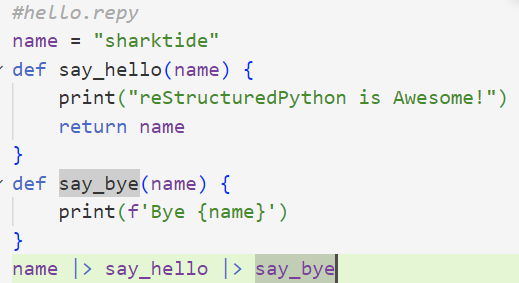 #hello.repy
name = "sharktide"
def say_hello(name) {
    print("reStructuredPython is Awesome!")
    return name
}
def say_bye(name) {
    print(f'Bye {name}')
}
name |> say_hello |> say_bye